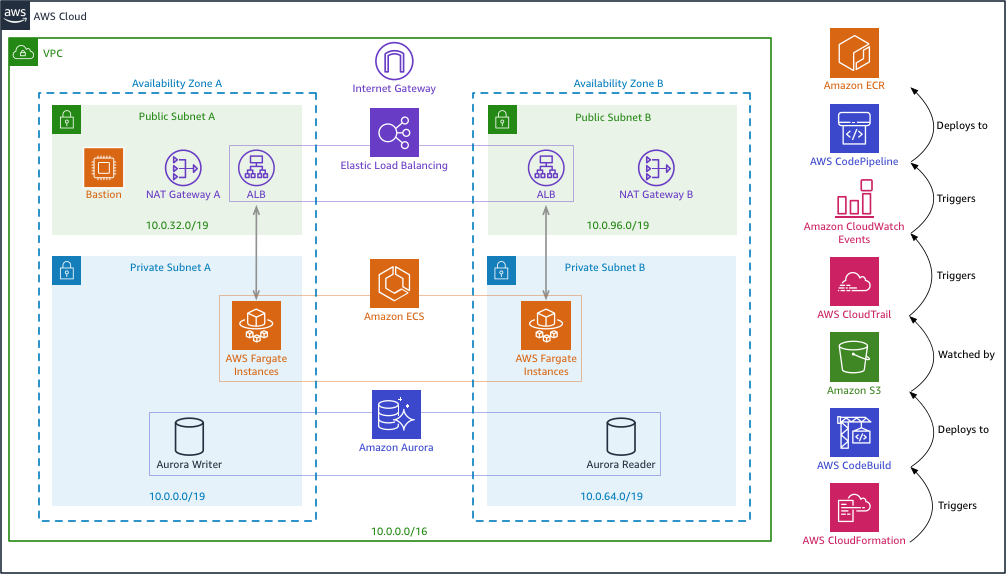 aws
AWS Cloud
VPC
Internet Gateway
Availability Zone A
Availability Zone B
Public Subnet A
Public Subnet B
Elastic Load Balancing
Bastion
NAT Gateway A
ALB
ALB
NAT Gateway B
10.0.32.0/19
10.0.96.0/19
Private Subnet A
Private Subnet B
Amazon ECS
AWS Fargate
Instances
AWS Fargate
Instances
Amazon Aurora
Aurora Writer
Aurora Reader
10.0.0.0/19
10.0.64.0/19
10.0.0.0/16
Amazon ECR
Deploys to
AWS CodePipeline
Triggers
Amazon CloudWatch
Events
Triggers
AWS CloudTrail
Watched by
Amazon S3
Deploys to
AWS CodeBuild
Triggers
AWS CloudFormation